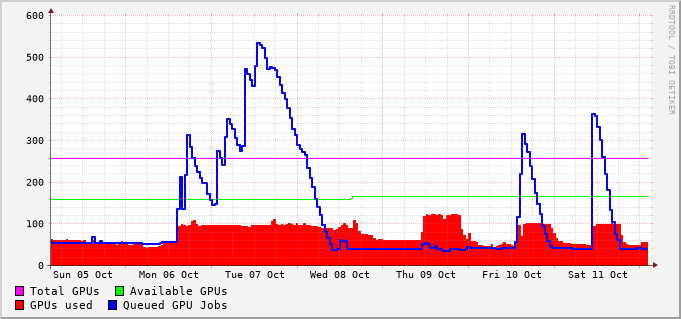 600
500
400
300
200
100
0
Sun 05 Oct Mon 06 Oct Tue 07 Oct Wed 08 Oct Thu 09 Oct Fri 10 Oct Sat 11 Oct
Total GPUs Available GPUs
GPUs used Queued GPU Jobs
RRDTOOL / TOBI OETIKER